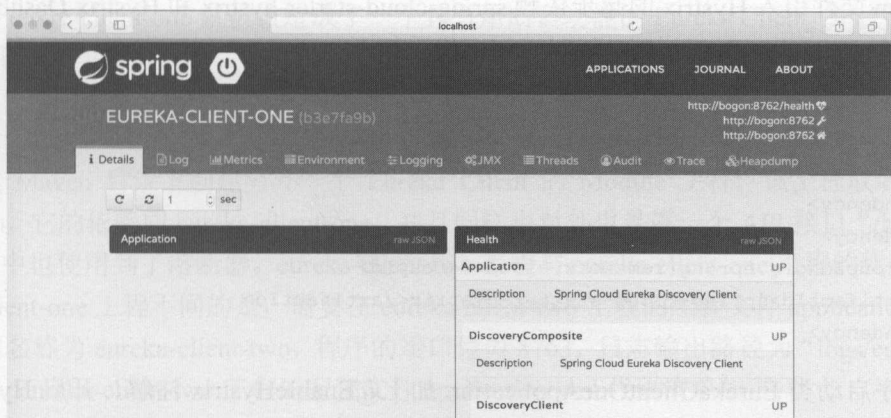 localhost
spring
APPLICATIONS JOURNAL ABOUT
EUREKA-CLIENT-ONE (b3e7fa9b)
http://bogon:8762/health
http://bogon:8762
http://bogon:8762
Details Log Metrics Environment Logging JMX Threads Audit Trace Heapdump
1 sec
Application raw JSON
Health raw JSON
Application UP
Description Spring Cloud Eureka Discovery Client
DiscoveryComposite UP
Description Spring Cloud Eureka Discovery Client
DiscoveryClient UP